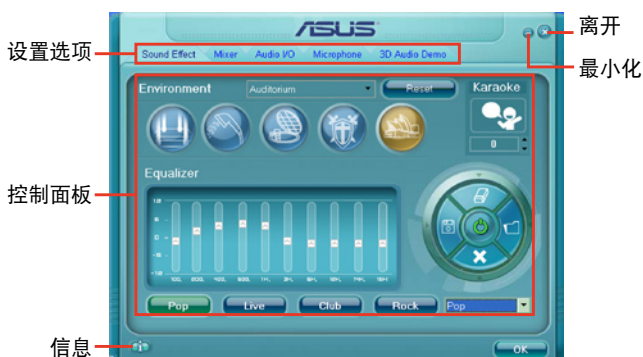 ASUS
离开
设置选项
Sound Effect Mixer Audio I/O Microphone 3D Audio Demo
最小化
Environment Auditorium Reset Karaoke
0
Equalizer
控制面板
Pop Live Club Rock Pop
信息
OK